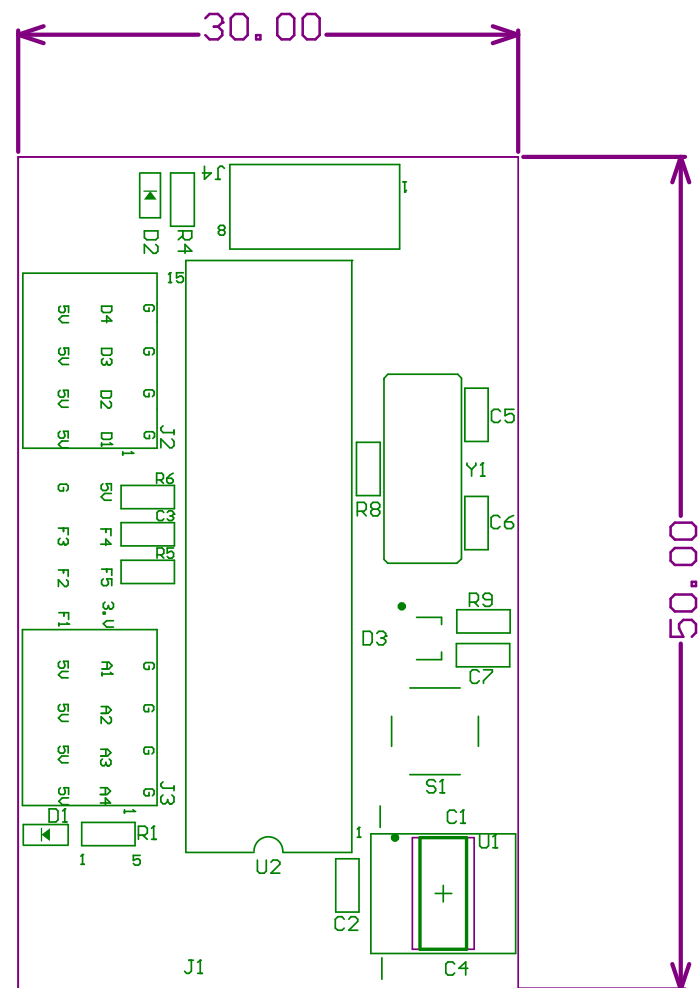 30.00
50.00
J4
1
8
D2
R4
15
5V D4 G
5V D3 G
5V D2 G
5V D1 G
J2
1
G 5V
R6
C3
R5
F3 F4
F2 F5
F1 3.V
C5
Y1
R8
C6
R9
D3
C7
5V A1 G
5V A2 G
5V A3 G
5V A4 G
J3
1
S1
D1
R1
1
5
1
C1
U1
U2
C2
C4
J1